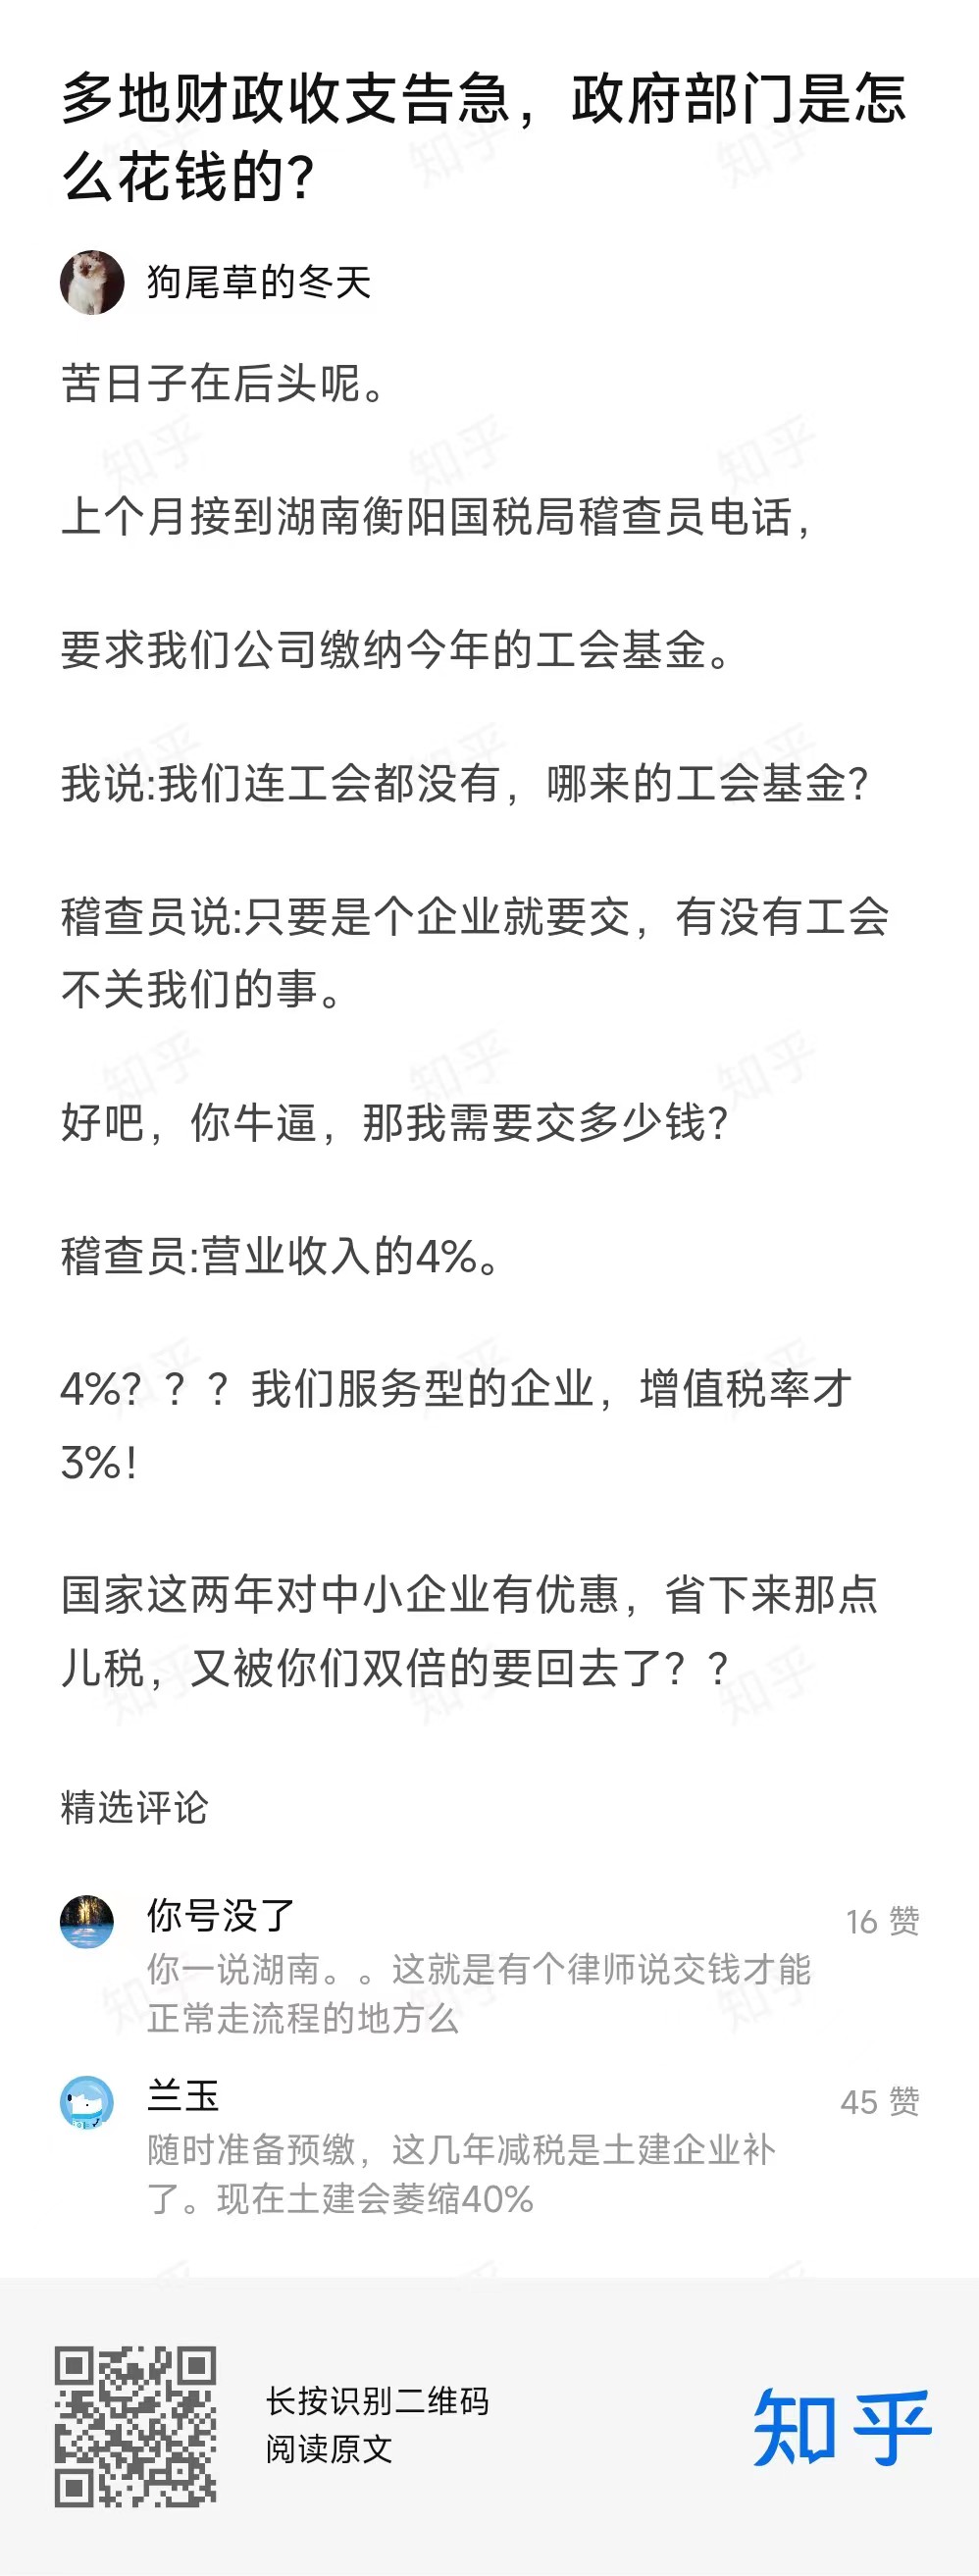 多地财政收支告急，政府部门是怎
么花钱的？
狗尾草的冬天
苦日子在后头呢。
上个月接到湖南衡阳国税局稽查员电话，
要求我们公司缴纳今年的工会基金。
我说:我们连工会都没有，哪来的工会基金？
稽查员说:只要是个企业就要交，有没有工会
不关我们的事。
好吧，你牛逼，那我需要交多少钱？
稽查员:营业收入的4%。
4%？？？我们服务型的企业，增值税率才
3%！
国家这两年对中小企业有优惠，省下来那点
儿税，又被你们双倍的要回去了？？
精选评论
你号没了
16 赞
你一说湖南。。这就是有个律师说交钱才能
正常走流程的地方么
兰玉
45 赞
随时准备预缴，这几年减税是土建企业补
了。现在土建会萎缩40%
长按识别二维码
阅读原文
知乎